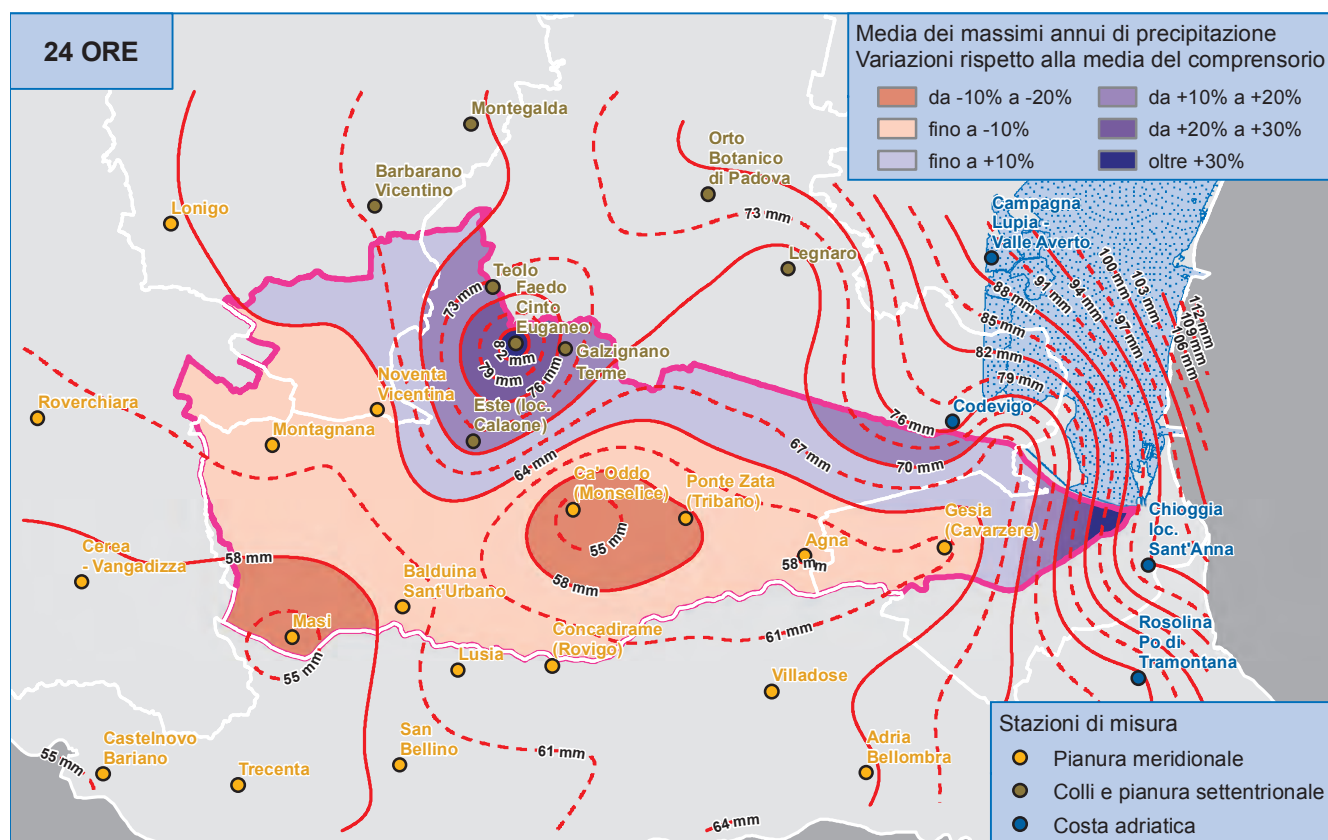 24 ORE
Media dei massimi annui di precipitazione
Variazioni rispetto alla media del comprensorio
da -10% a -20%
da +10% a +20%
fino a -10%
da +20% a +30%
fino a +10%
oltre +30%
Montegalda
Orto
Botanico
di Padova
Barbarano
Vicentino
Lonigo
73 mm
Campagna
Lupia -
Valle Averto
Legnaro
100 mm
103 mm
112 mm
109 mm
106 mm
91 mm
94 mm
97 mm
88 mm
85 mm
82 mm
79 mm
Teolo
Faedo
Cinto
Euganeo
73 mm
82 mm
79 mm
76 mm
Galzignano
Terme
Noventa
Vicentina
Roverchiara
Montagnana
Este (loc.
Calaone)
Codevigo
76 mm
70 mm
67 mm
64 mm
Ca' Oddo
(Monselice)
Ponte Zata
(Tribano)
Gesia
(Cavarzere)
Chioggia
loc.
Sant'Anna
55 mm
58 mm
Agna
58 mm
Cerea
- Vangadizza
58 mm
Balduina
Sant'Urbano
Masi
55 mm
Concadirame
(Rovigo)
61 mm
Lusia
Rosolina
Po di
Tramontana
Villadose
Castelnovo
Bariano
55 mm
Trecenta
San
Bellino
61 mm
Adria
Bellombra
64 mm
Stazioni di misura
Pianura meridionale
Colli e pianura settentrionale
Costa adriatica